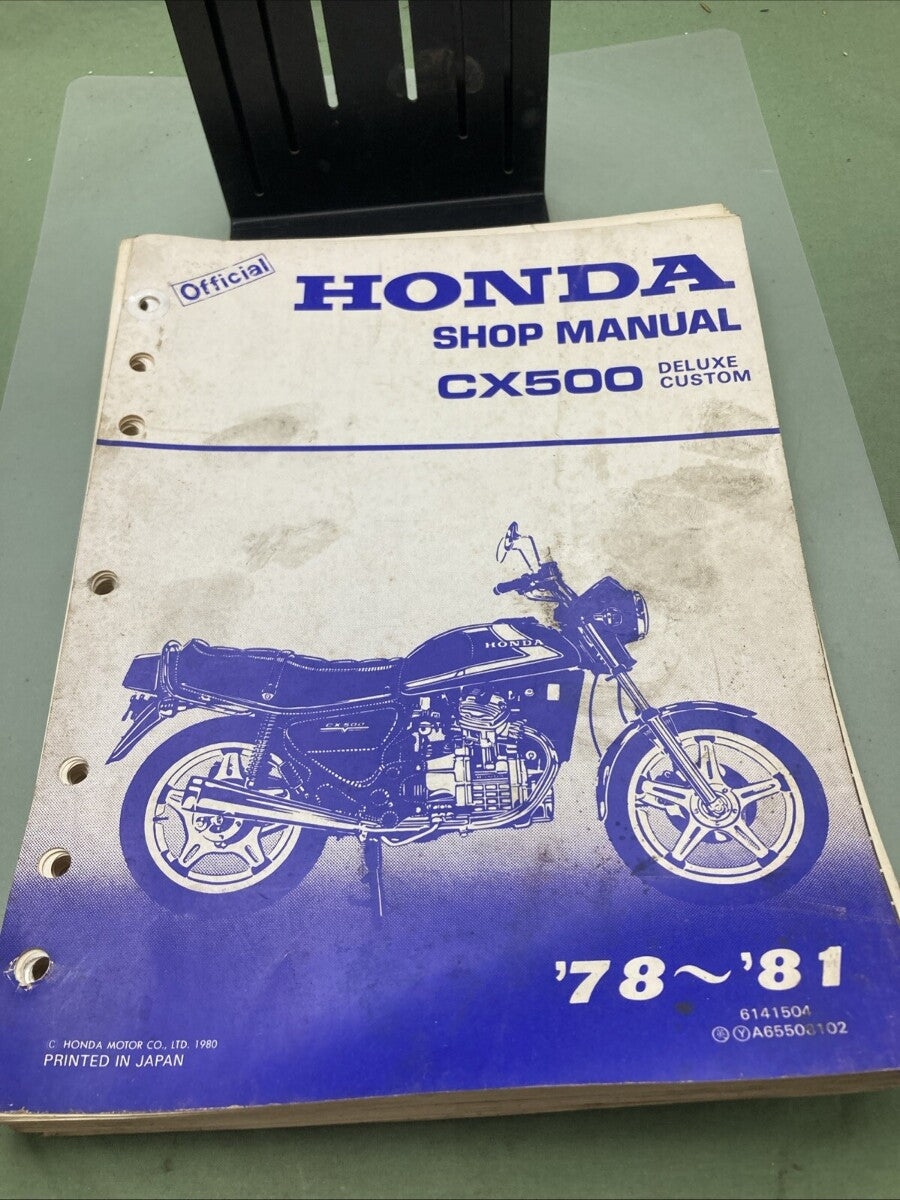 Official
HONDA
SHOP MANUAL
CX500 DELUXE CUSTOM
HONDA
CX500
'78～'81
6141504
Ⓨ A65508102
© HONDA MOTOR CO., LTD. 1980
PRINTED IN JAPAN